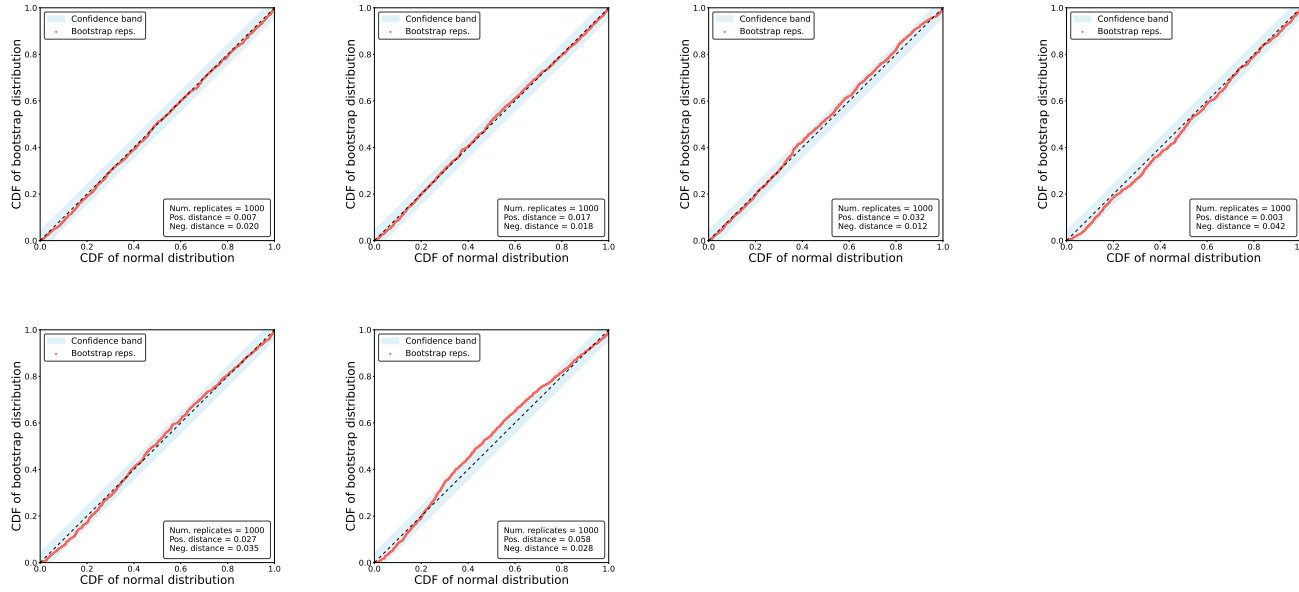 1.0
0.8
0.6
0.4
0.2
0.0
0.0 0.2 0.4 0.6 0.8 1.0
CDF of bootstrap distribution
CDF of normal distribution
Confidence band
Bootstrap reps.
Num. replicates = 1000
Pos. distance = 0.007
Neg. distance = 0.020
1.0
0.8
0.6
0.4
0.2
0.0
0.0 0.2 0.4 0.6 0.8 1.0
CDF of bootstrap distribution
CDF of normal distribution
Confidence band
Bootstrap reps.
Num. replicates = 1000
Pos. distance = 0.017
Neg. distance = 0.018
1.0
0.8
0.6
0.4
0.2
0.0
0.0 0.2 0.4 0.6 0.8 1.0
CDF of bootstrap distribution
CDF of normal distribution
Confidence band
Bootstrap reps.
Num. replicates = 1000
Pos. distance = 0.032
Neg. distance = 0.012
1.0
0.8
0.6
0.4
0.2
0.0
0.0 0.2 0.4 0.6 0.8
CDF of bootstrap distribution
CDF of normal distribution
Confidence band
Bootstrap reps.
Num. replicates = 1000
Pos. distance = 0.003
Neg. distance = 0.042
1.0
0.8
0.6
0.4
0.2
0.0
0.0 0.2 0.4 0.6 0.8 1.0
CDF of bootstrap distribution
CDF of normal distribution
Confidence band
Bootstrap reps.
Num. replicates = 1000
Pos. distance = 0.027
Neg. distance = 0.035
1.0
0.8
0.6
0.4
0.2
0.0
0.0 0.2 0.4 0.6 0.8 1.0
CDF of bootstrap distribution
CDF of normal distribution
Confidence band
Bootstrap reps.
Num. replicates = 1000
Pos. distance = 0.058
Neg. distance = 0.028